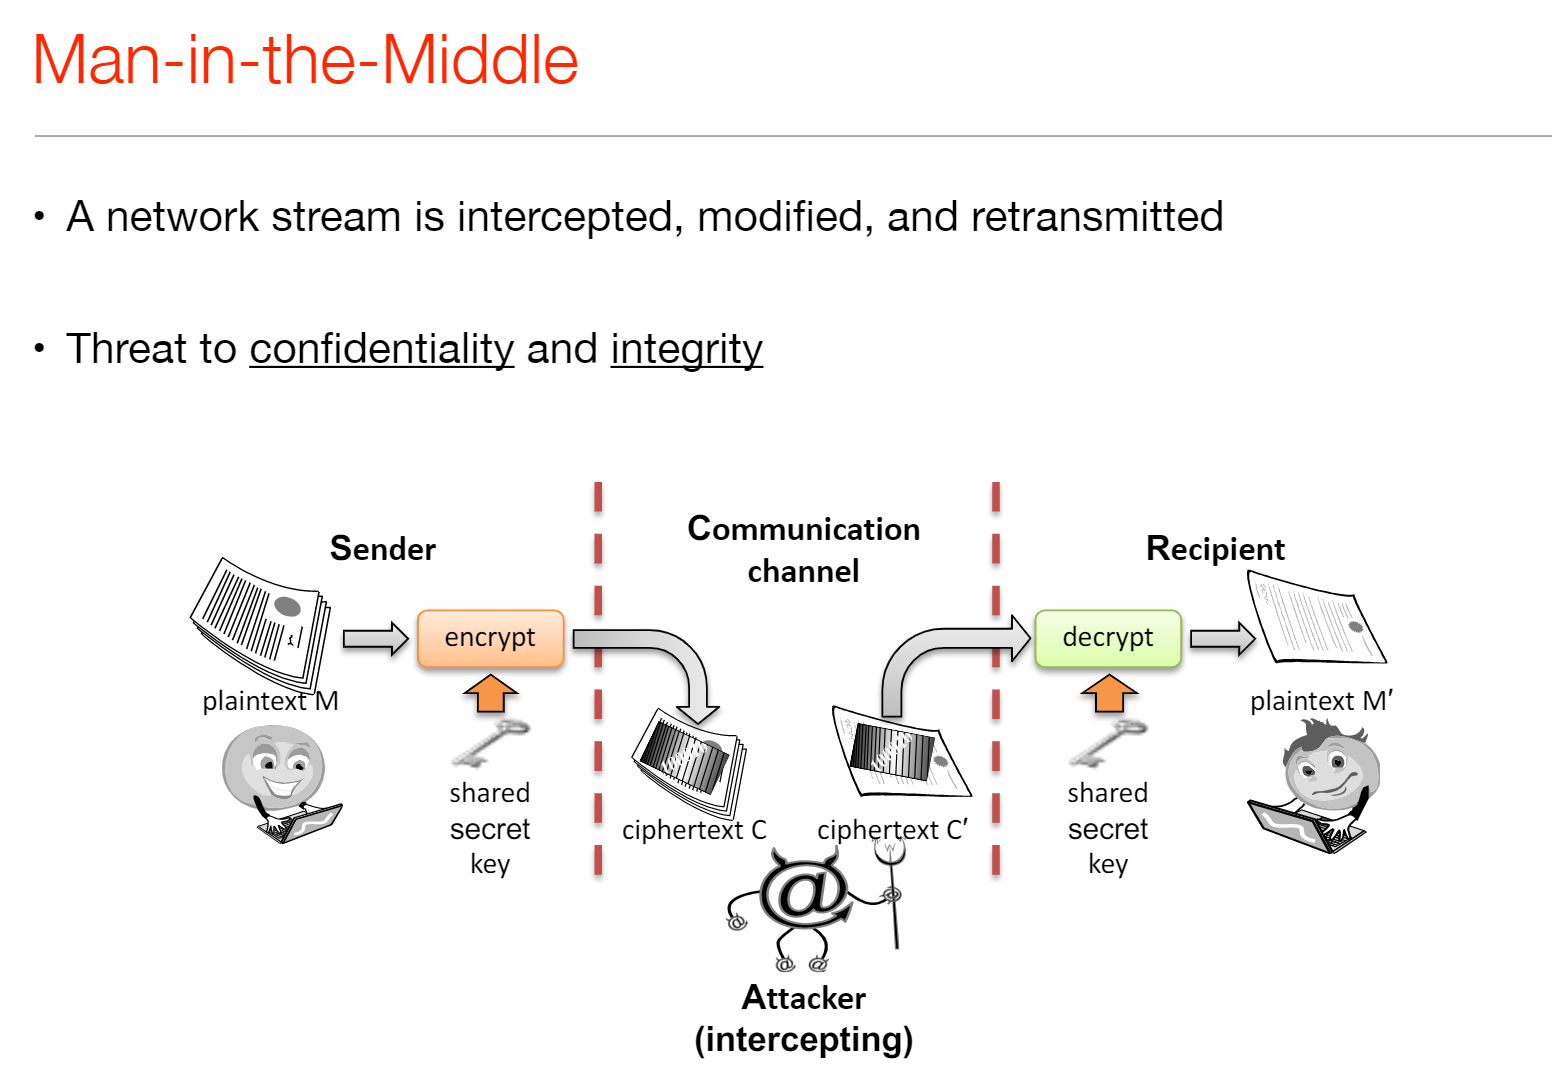 Man-in-the-Middle
• A network stream is intercepted, modified, and retransmitted
• Threat to confidentiality and integrity
Sender
Communication
channel
Recipient
encrypt
decrypt
plaintext M
plaintext M′
shared
secret
key
ciphertext C
ciphertext C′
shared
secret
key
@
@
@
@
@
W
Attacker
(intercepting)